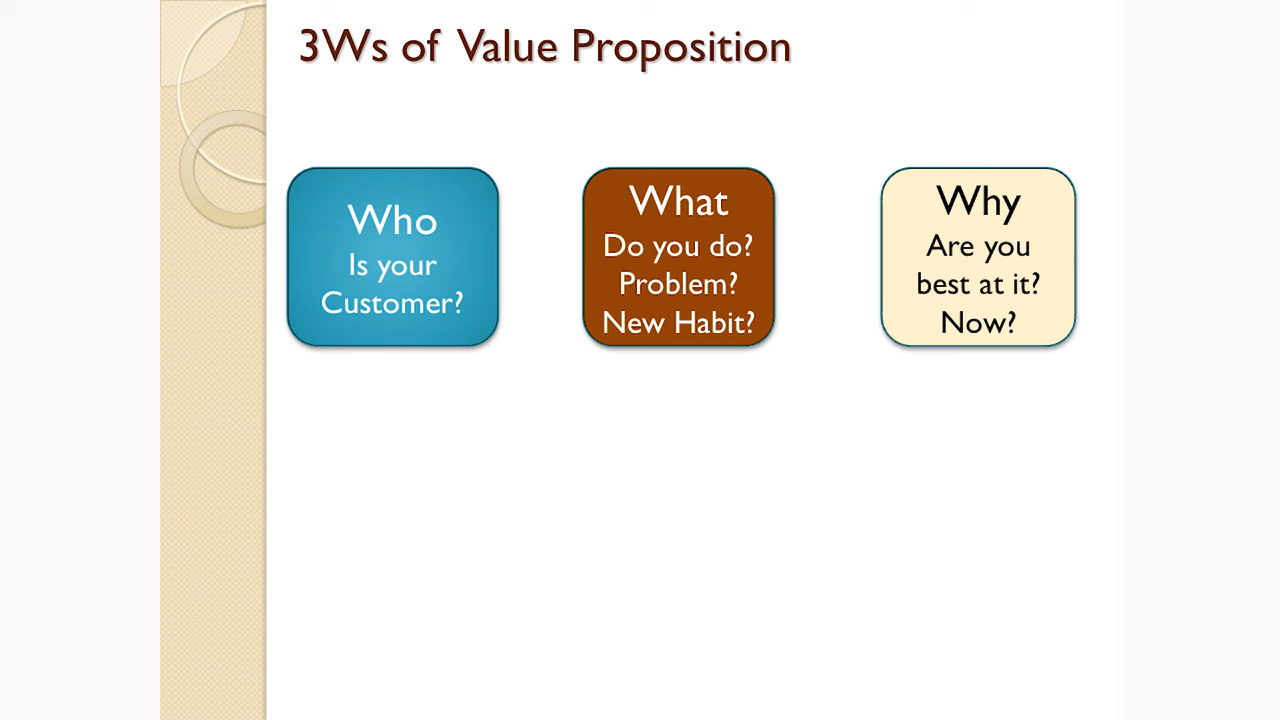 3Ws of Value Proposition
Who
Is your
Customer?
What
Do you do?
Problem?
New Habit?
Why
Are you
best at it?
Now?